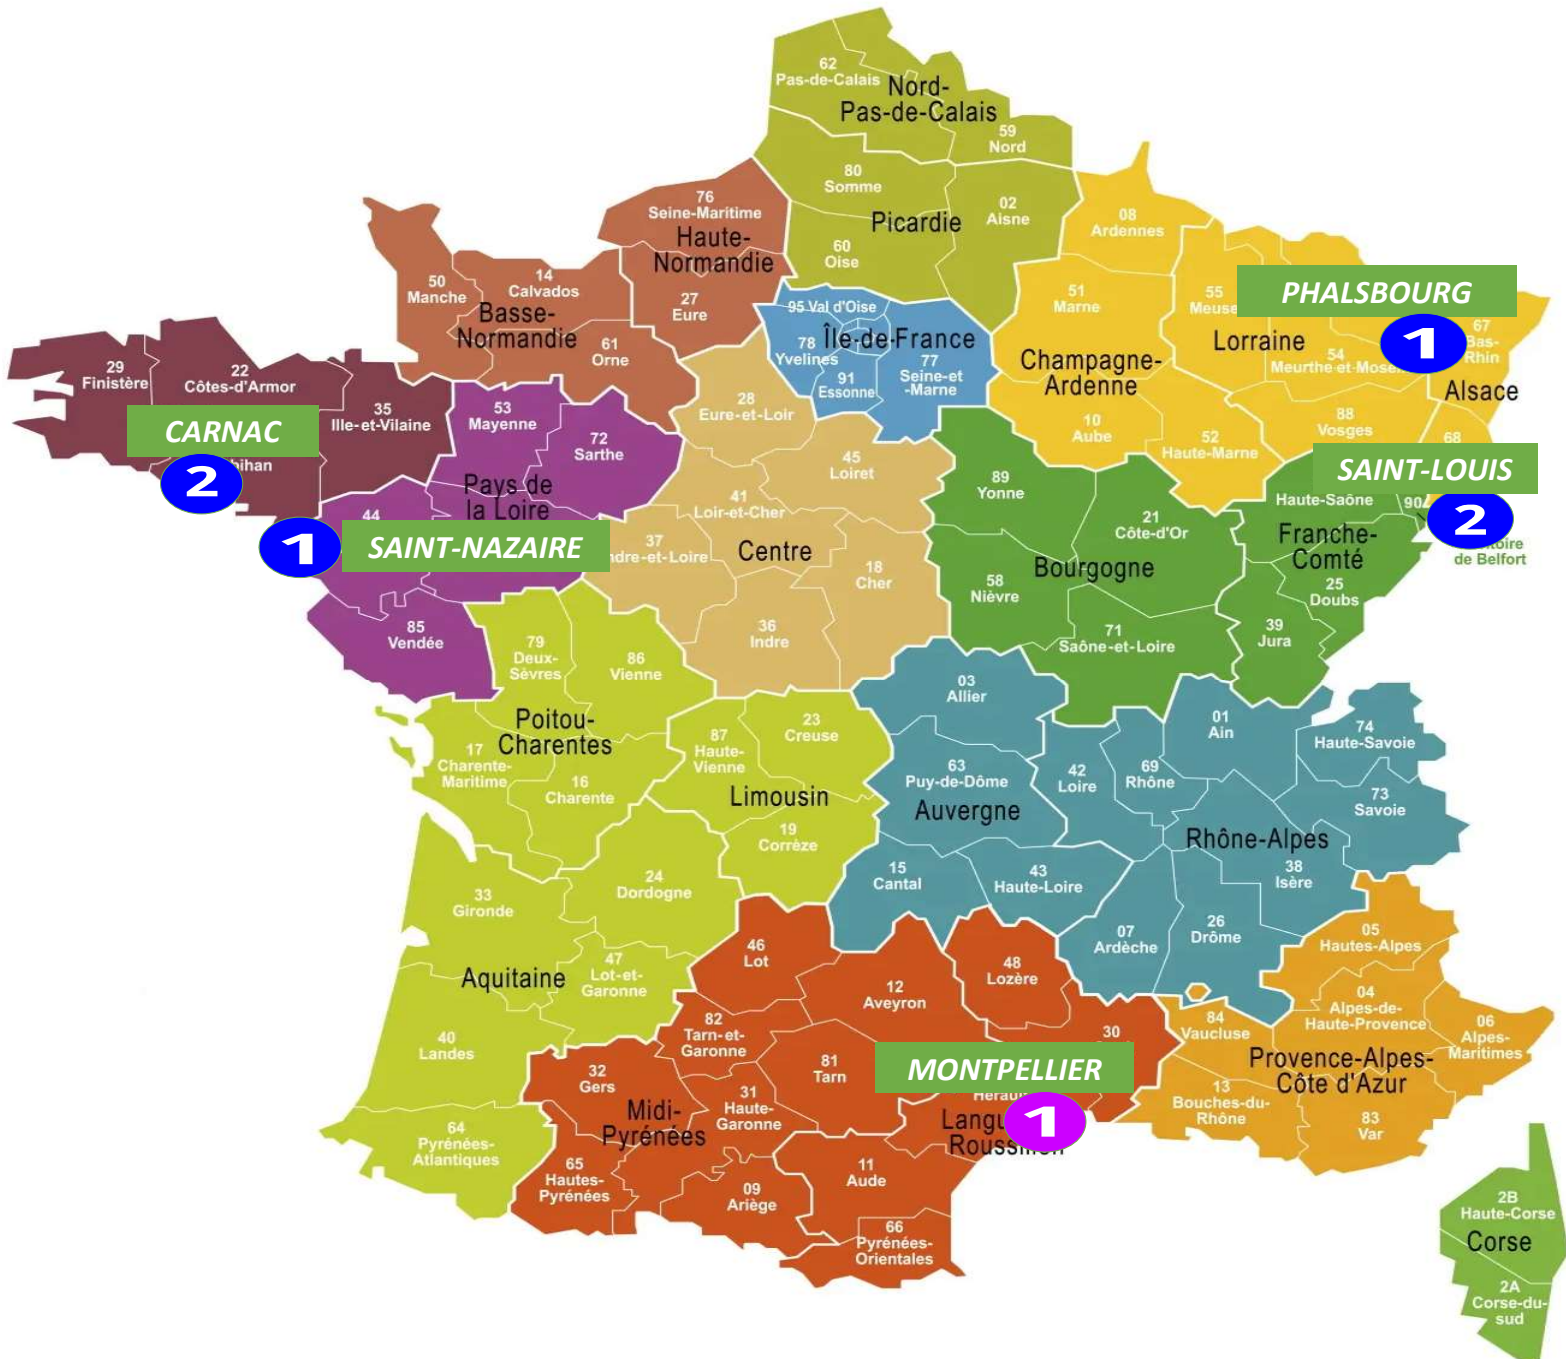 62
Pas-de-Calais
Nord-
Pas-de-Calais
59
Nord
80
Somme
02
Aisne
Picardie
60
Oise
76
Seine-Maritime
Haute-
Normandie
27
Eure
08
Ardennes
51
Marne
55
Meuse
PHALSBOURG
1
67
Bas-
Rhin
Lorraine
54
Meurthe-et-Mose
Alsace
Champagne-
Ardenne
10
Aube
52
Haute-Marne
88
Vosges
68
50
Manche
14
Calvados
Basse-
Normandie
61
Orne
95 Val d'Oise
Île-de-France
78
Yvelines
91
Essonne
77
Seine-et
-Marne
29
Finistère
22
Côtes-d'Armor
35
Ille-et-Vilaine
CARNAC
bihan
2
53
Mayenne
72
Sarthe
Pays de
la Loire
44
1
SAINT-NAZAIRE
85
Vendée
28
Eure-et-Loir
45
Loiret
41
Loir-et-Cher
37
ndre-et-Loire
Centre
18
Cher
36
Indre
89
Yonne
21
Côte-d'Or
Bourgogne
58
Nièvre
71
Saône-et-Loire
SAINT-LOUIS
Haute-Saône
90
2
toire
de Belfort
Franche-
Comté
25
Doubs
39
Jura
79
Deux-
Sèvres
86
Vienne
Poitou-
Charentes
17
Charente-
Maritime
16
Charente
87
Haute-
Vienne
23
Creuse
Limousin
19
Corrèze
03
Allier
63
Puy-de-Dôme
Auvergne
15
Cantal
43
Haute-Loire
42
Loire
69
Rhône
01
Ain
74
Haute-Savoie
73
Savoie
Rhône-Alpes
38
Isère
07
Ardèche
26
Drôme
33
Gironde
24
Dordogne
Aquitaine
47
Lot-et-
Garonne
40
Landes
64
Pyrénées-
Atlantiques
46
Lot
12
Aveyron
48
Lozère
82
Tarn-et-
Garonne
81
Tarn
32
Gers
31
Haute-
Garonne
Midi-
Pyrénées
65
Hautes-
Pyrénées
09
Ariège
30
MONTPELLIER
Hérau
1
Langu
Roussillon
11
Aude
66
Pyrénées-
Orientales
05
Hautes-Alpes
04
Alpes-de-
Haute-Provence
06
Alpes-
Maritimes
84
Vaucluse
Provence-Alpes-
Côte d'Azur
13
Bouches-du-
Rhône
83
Var
2B
Haute-Corse
Corse
2A
Corse-du-
sud